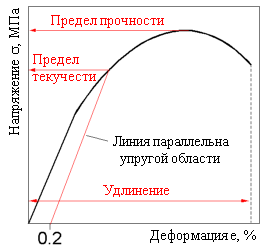 Напряжение σ, МПа
Предел прочности
Предел
текучести
Линия параллельна
упругой области
Удлинение
0.2
Деформация e, %